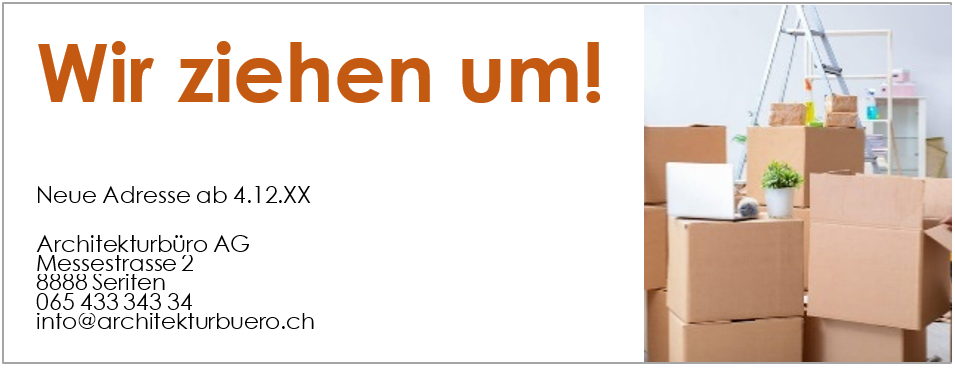 Wir ziehen um!
Neue Adresse ab 4.12.XX
Architekturbüro AG
Messestrasse 2
8888 Seriten
065 433 343 34
info@architekturbuero.ch